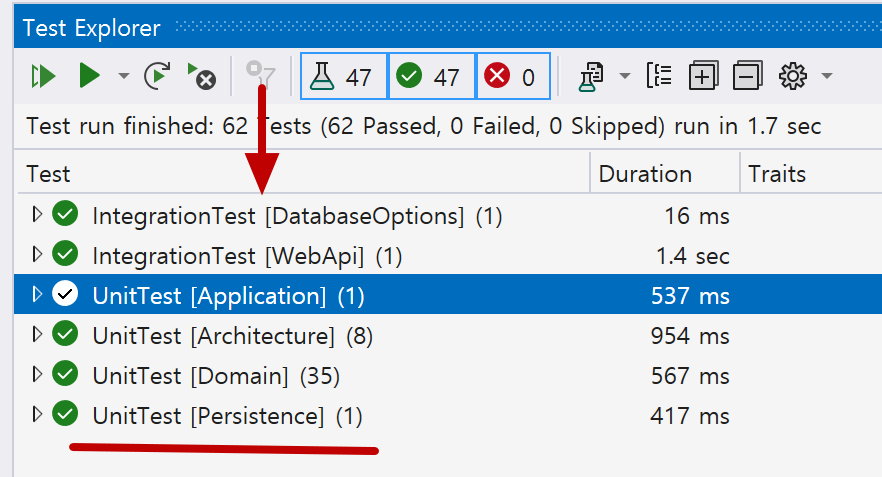 Test Explorer
47 47 0
Test run finished: 62 Tests (62 Passed, 0 Failed, 0 Skipped) run in 1.7 sec
Test Duration Traits
IntegrationTest [DatabaseOptions] (1) 16 ms
IntegrationTest [WebApi] (1) 1.4 sec
UnitTest [Application] (1) 537 ms
UnitTest [Architecture] (8) 954 ms
UnitTest [Domain] (35) 567 ms
UnitTest [Persistence] (1) 417 ms